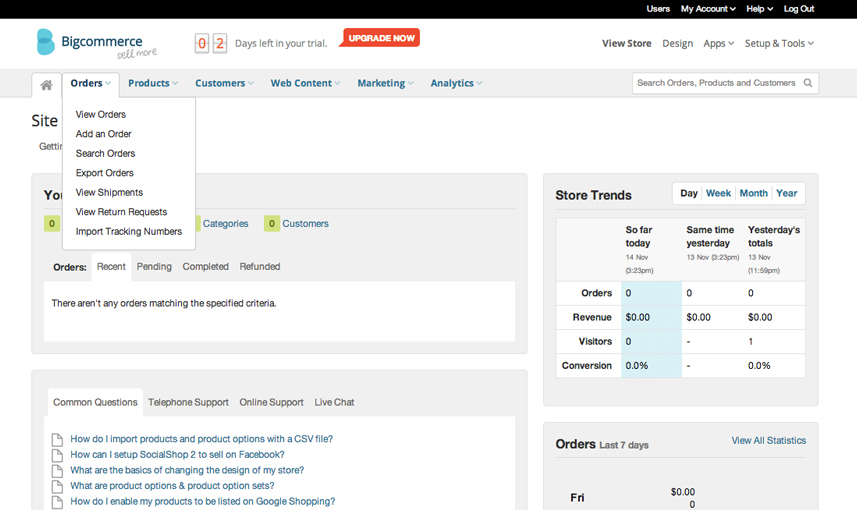 Users My Account Help Log Out
Bigcommerce
sell more
0 2 Days left in your trial. UPGRADE NOW
View Store Design Apps Setup & Tools
Orders Products Customers Web Content Marketing Analytics
Search Orders, Products and Customers
View Orders
Add an Order
Search Orders
Export Orders
View Shipments
View Return Requests
Import Tracking Numbers
Site
0 Categories 0 Customers
Orders: Recent Pending Completed Refunded
There aren't any orders matching the specified criteria.
Common Questions Telephone Support Online Support Live Chat
How do I import products and product options with a CSV file?
How can I setup SocialShop 2 to sell on Facebook?
What are the basics of changing the design of my store?
What are product options & product option sets?
How do I enable my products to be listed on Google Shopping?
Store Trends Day Week Month Year
So far today Same time yesterday Yesterday's totals
14 Nov (3:23pm) 13 Nov (3:23pm) 13 Nov (11:59pm)
Orders 0 0 0
Revenue $0.00 $0.00 $0.00
Visitors 0 - 1
Conversion 0.0% - 0.0%
Orders Last 7 days View All Statistics
Fri $0.00
0